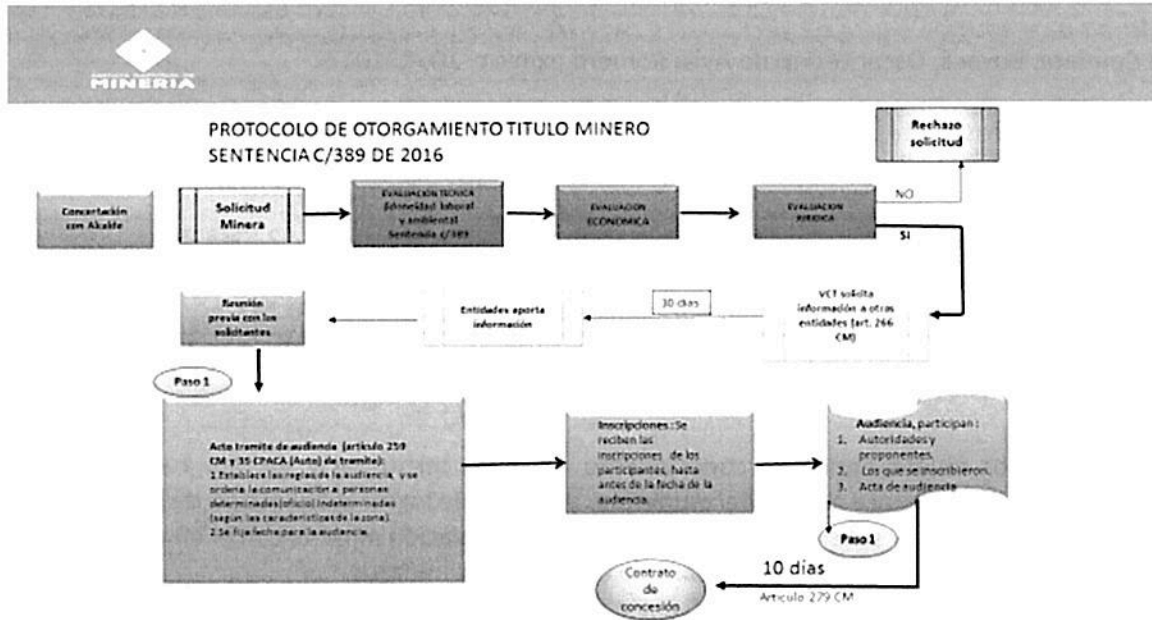 AGENCIA NACIONAL DE
MINERÍA
PROTOCOLO DE OTORGAMIENTO TITULO MINERO
SENTENCIA C/389 DE 2016
Rechazo
solicitud
Concertación
con Alcalde
Solicitud
Minera
EVALUACIÓN TÉCNICA
(Idoneidad laboral
y ambiental
Sentencia c/389
EVALUACION
ECONOMICA
EVALUACION
JURIDICA
NO
SI
Reunión
previa con los
solicitantes
Entidades aporta
información
30 días
VCT solicita
información a otras
entidades (art. 266
CM)
Paso 1
Acto tramite de audiencia (artículo 259
CM y 35 CPACA (Auto) de tramite):
1.Establece las reglas de la audiencia, y se
ordena la comunicación a personas
determinadas(oficio) indeterminadas
(según las características de la zona)
2.Se fija fecha para la audiencia.
Inscripciones : Se
reciben las
inscripciones de los
participantes, hasta
antes de la fecha de la
audiencia.
Audiencia, participan :
1. Autoridades y
proponentes.
2. Los que se inscribieron.
3. Acta de audiencia
Paso 1
10 días
Articulo 279 CM
Contrato
de
concesión